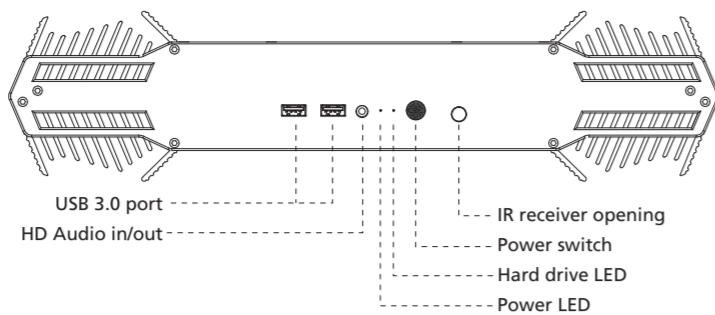 USB 3.0 port
HD Audio in/out
IR receiver opening
Power switch
Hard drive LED
Power LED